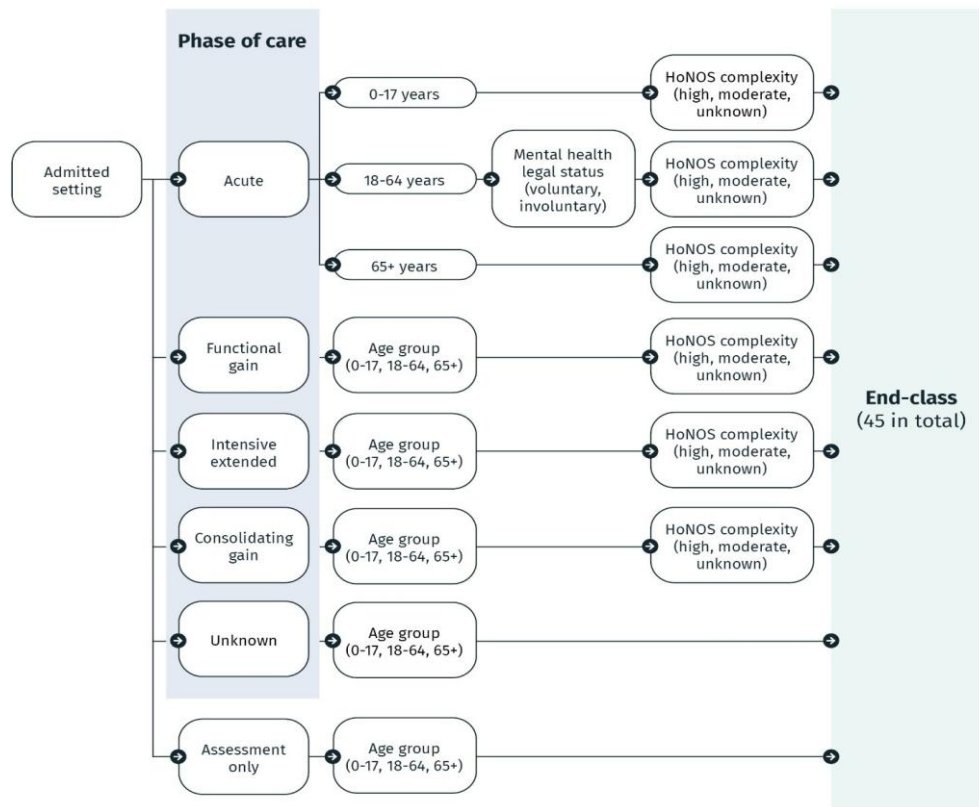 Phase of care
0-17 years
HoNOS complexity
(high, moderate,
unknown)
Admitted
setting
Acute
18-64 years
Mental health
legal status
(voluntary,
involuntary)
HoNOS complexity
(high, moderate,
unknown)
65+ years
HoNOS complexity
(high, moderate,
unknown)
Functional
gain
Age group
(0-17, 18-64, 65+)
HoNOS complexity
(high, moderate,
unknown)
End-class
(45 in total)
Intensive
extended
Age group
(0-17, 18-64, 65+)
HoNOS complexity
(high, moderate,
unknown)
Consolidating
gain
Age group
(0-17, 18-64, 65+)
HoNOS complexity
(high, moderate,
unknown)
Unknown
Age group
(0-17, 18-64, 65+)
Assessment
only
Age group
(0-17, 18-64, 65+)